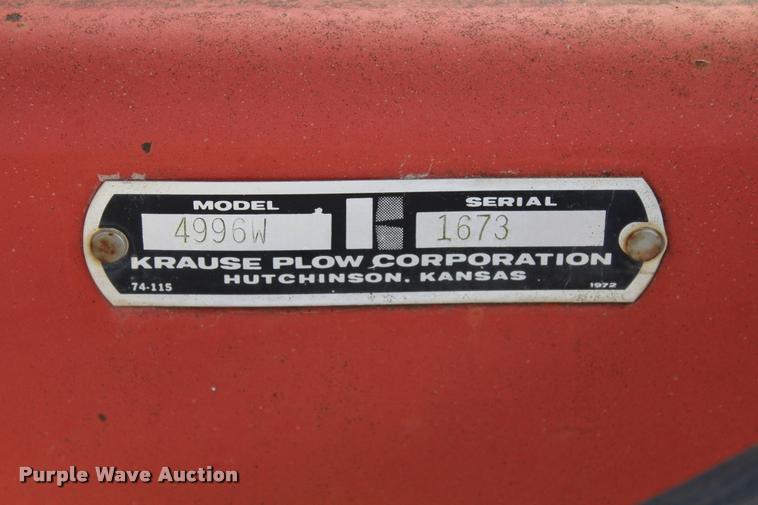 MODEL SERIAL
4996W 1673
KRAUSE PLOW CORPORATION
HUTCHINSON, KANSAS
74-115 1972
Purple Wave Auction